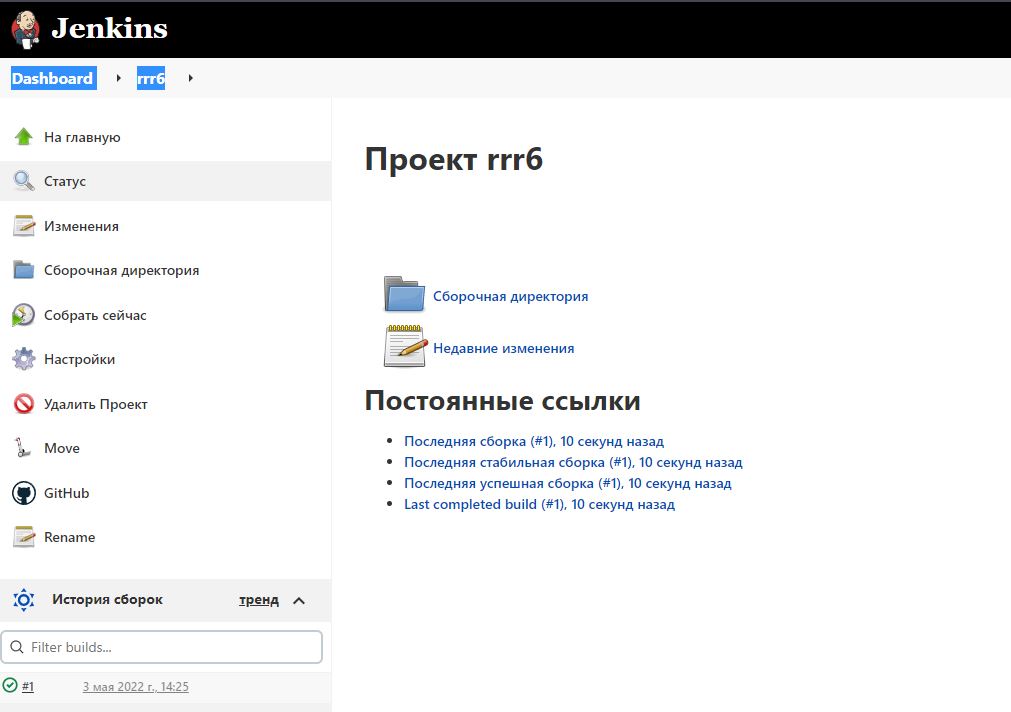 Jenkins
Dashboard rrr6
На главную
Статус
Изменения
Сборочная директория
Собрать сейчас
Настройки
Удалить Проект
Move
GitHub
Rename
История сборок тренд
Filter builds...
#1 3 мая 2022 г., 14:25
Проект rrr6
Сборочная директория
Недавние изменения
Постоянные ссылки
Последняя сборка (#1), 10 секунд назад
Последняя стабильная сборка (#1), 10 секунд назад
Последняя успешная сборка (#1), 10 секунд назад
Last completed build (#1), 10 секунд назад